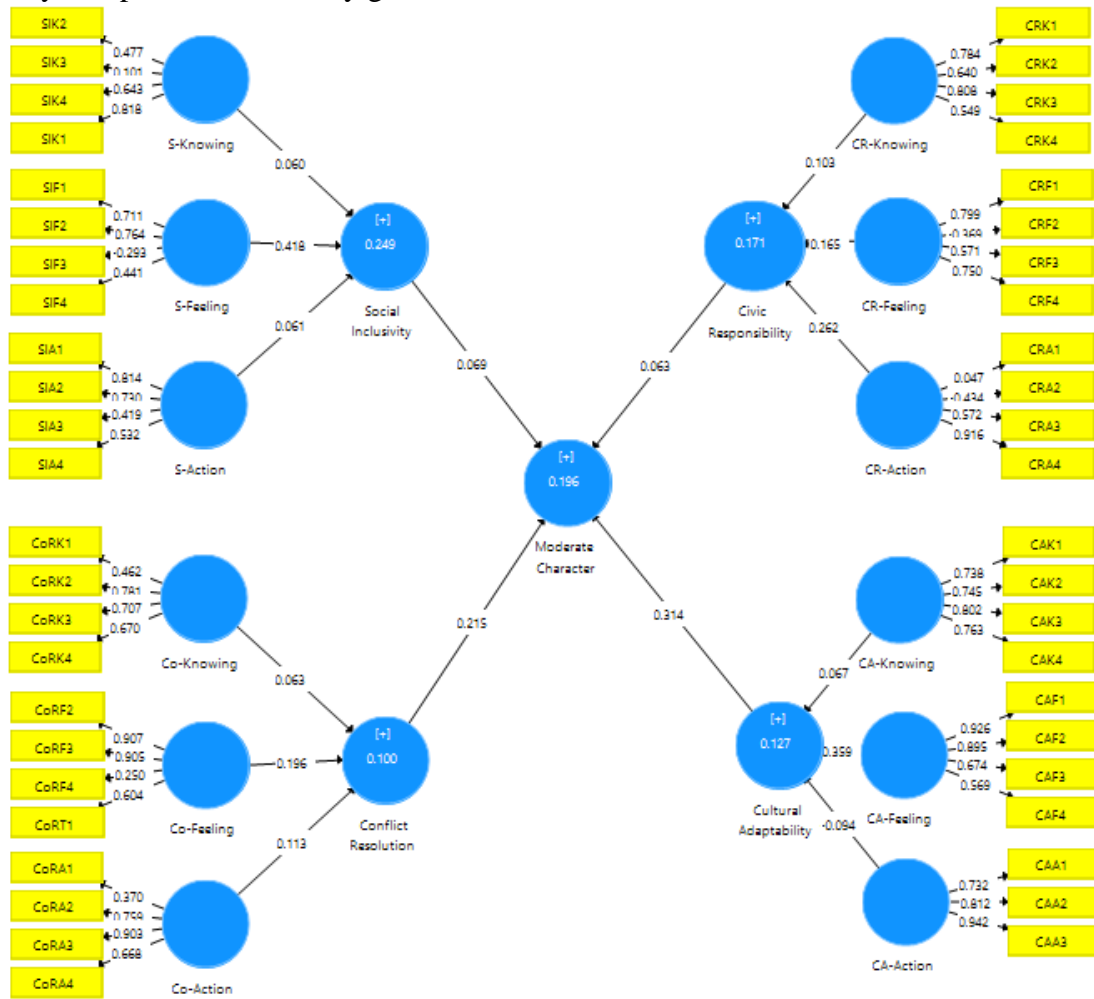 SIK2
SIK3
SIK4
SIK1
0.477
0.101
0.643
0.818
S-Knowing
0.060
SIF1
SIF2
SIF3
SIF4
0.711
0.764
-0.293
0.441
S-Feeling
0.418
SIA1
SIA2
SIA3
SIA4
0.814
0.730
0.419
0.532
S-Action
0.061
[+]
0.249
Social
Inclusivity
0.069
CRK1
CRK2
CRK3
CRK4
0.784
0.640
0.808
0.549
CR-Knowing
0.103
CRF1
CRF2
CRF3
CRF4
0.799
-0.369
0.571
0.750
CR-Feeling
0.165
CRA1
CRA2
CRA3
CRA4
0.047
-0.434
0.572
0.916
CR-Action
0.262
[+]
0.171
Civic
Responsibility
0.063
[+]
0.196
Moderate
Character
CoRK1
CoRK2
CoRK3
CoRK4
0.462
0.781
0.707
0.670
Co-Knowing
0.063
CoRF2
CoRF3
CoRF4
CoRT1
0.907
0.905
0.250
0.604
Co-Feeling
0.196
CoRA1
CoRA2
CoRA3
CoRA4
0.370
0.759
0.903
0.668
Co-Action
0.113
[+]
0.100
Conflict
Resolution
0.215
CAK1
CAK2
CAK3
CAK4
0.738
0.745
0.802
0.763
CA-Knowing
0.067
CAF1
CAF2
CAF3
CAF4
0.926
0.895
0.674
0.569
CA-Feeling
0.359
CAA1
CAA2
CAA3
0.732
0.812
0.942
CA-Action
-0.094
[+]
0.127
Cultural
Adaptability
0.314